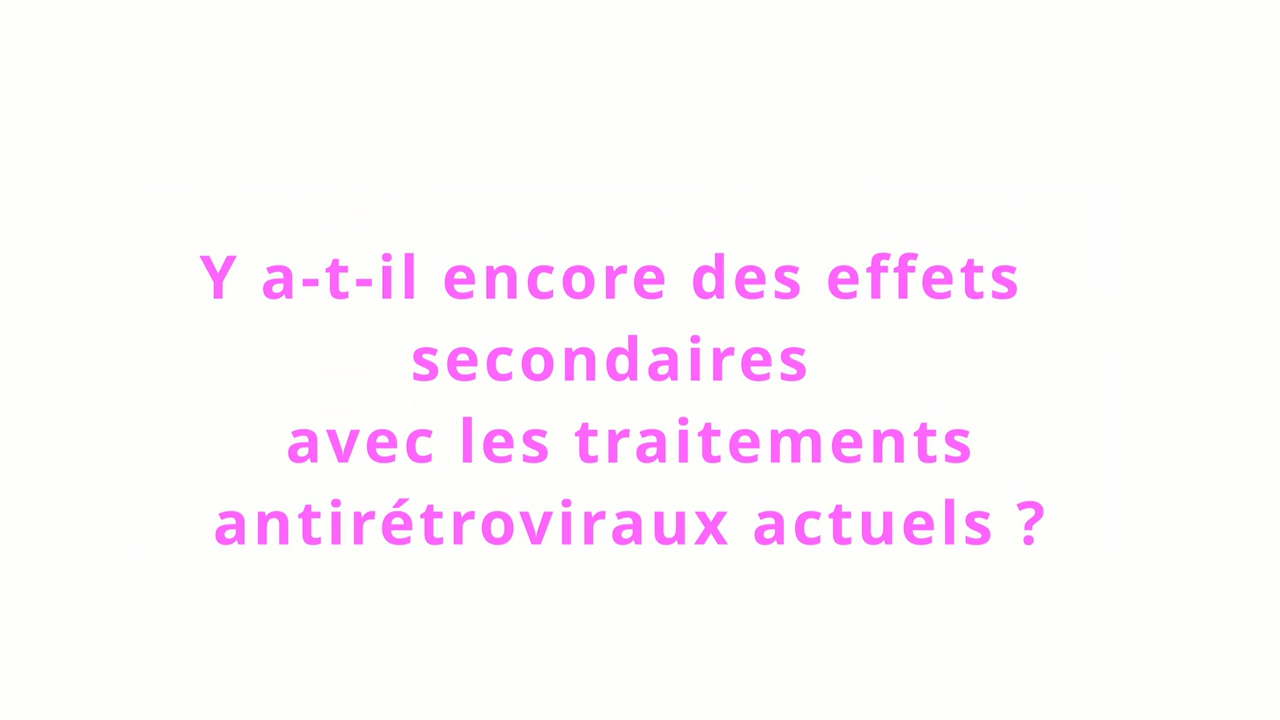 Y a-t-il encore des effets
secondaires
avec les traitements
antirétroviraux actuels ?